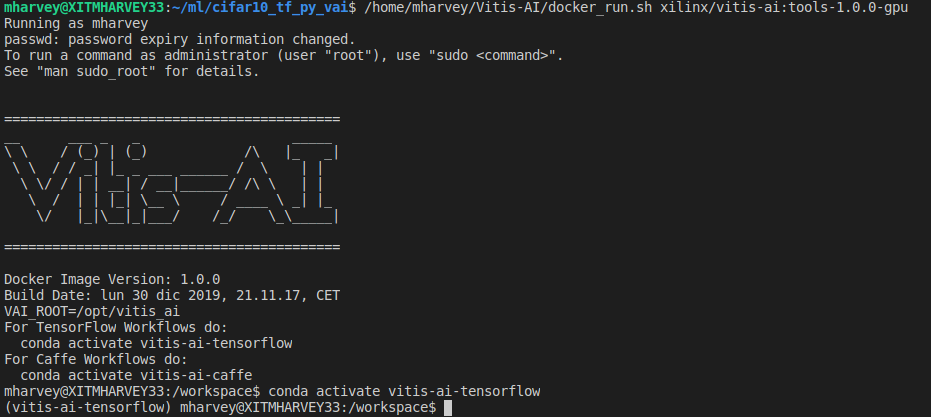 mharvey@XITMHARVEY33:~/ml/cifar10_tf_py_vai$ /home/mharvey/Vitis-AI/docker_run.sh xilinx/vitis-ai:tools-1.0.0-gpu
Running as mharvey
passwd: password expiry information changed.
To run a command as administrator (user "root"), use "sudo <command>".
See "man sudo_root" for details.
==========================================
Vitis-AI
==========================================
Docker Image Version: 1.0.0
Build Date: lun 30 dic 2019, 21.11.17, CET
VAI_ROOT=/opt/vitis_ai
For TensorFlow Workflows do:
  conda activate vitis-ai-tensorflow
For Caffe Workflows do:
  conda activate vitis-ai-caffe
mharvey@XITMHARVEY33:/workspace$ conda activate vitis-ai-tensorflow
(vitis-ai-tensorflow) mharvey@XITMHARVEY33:/workspace$